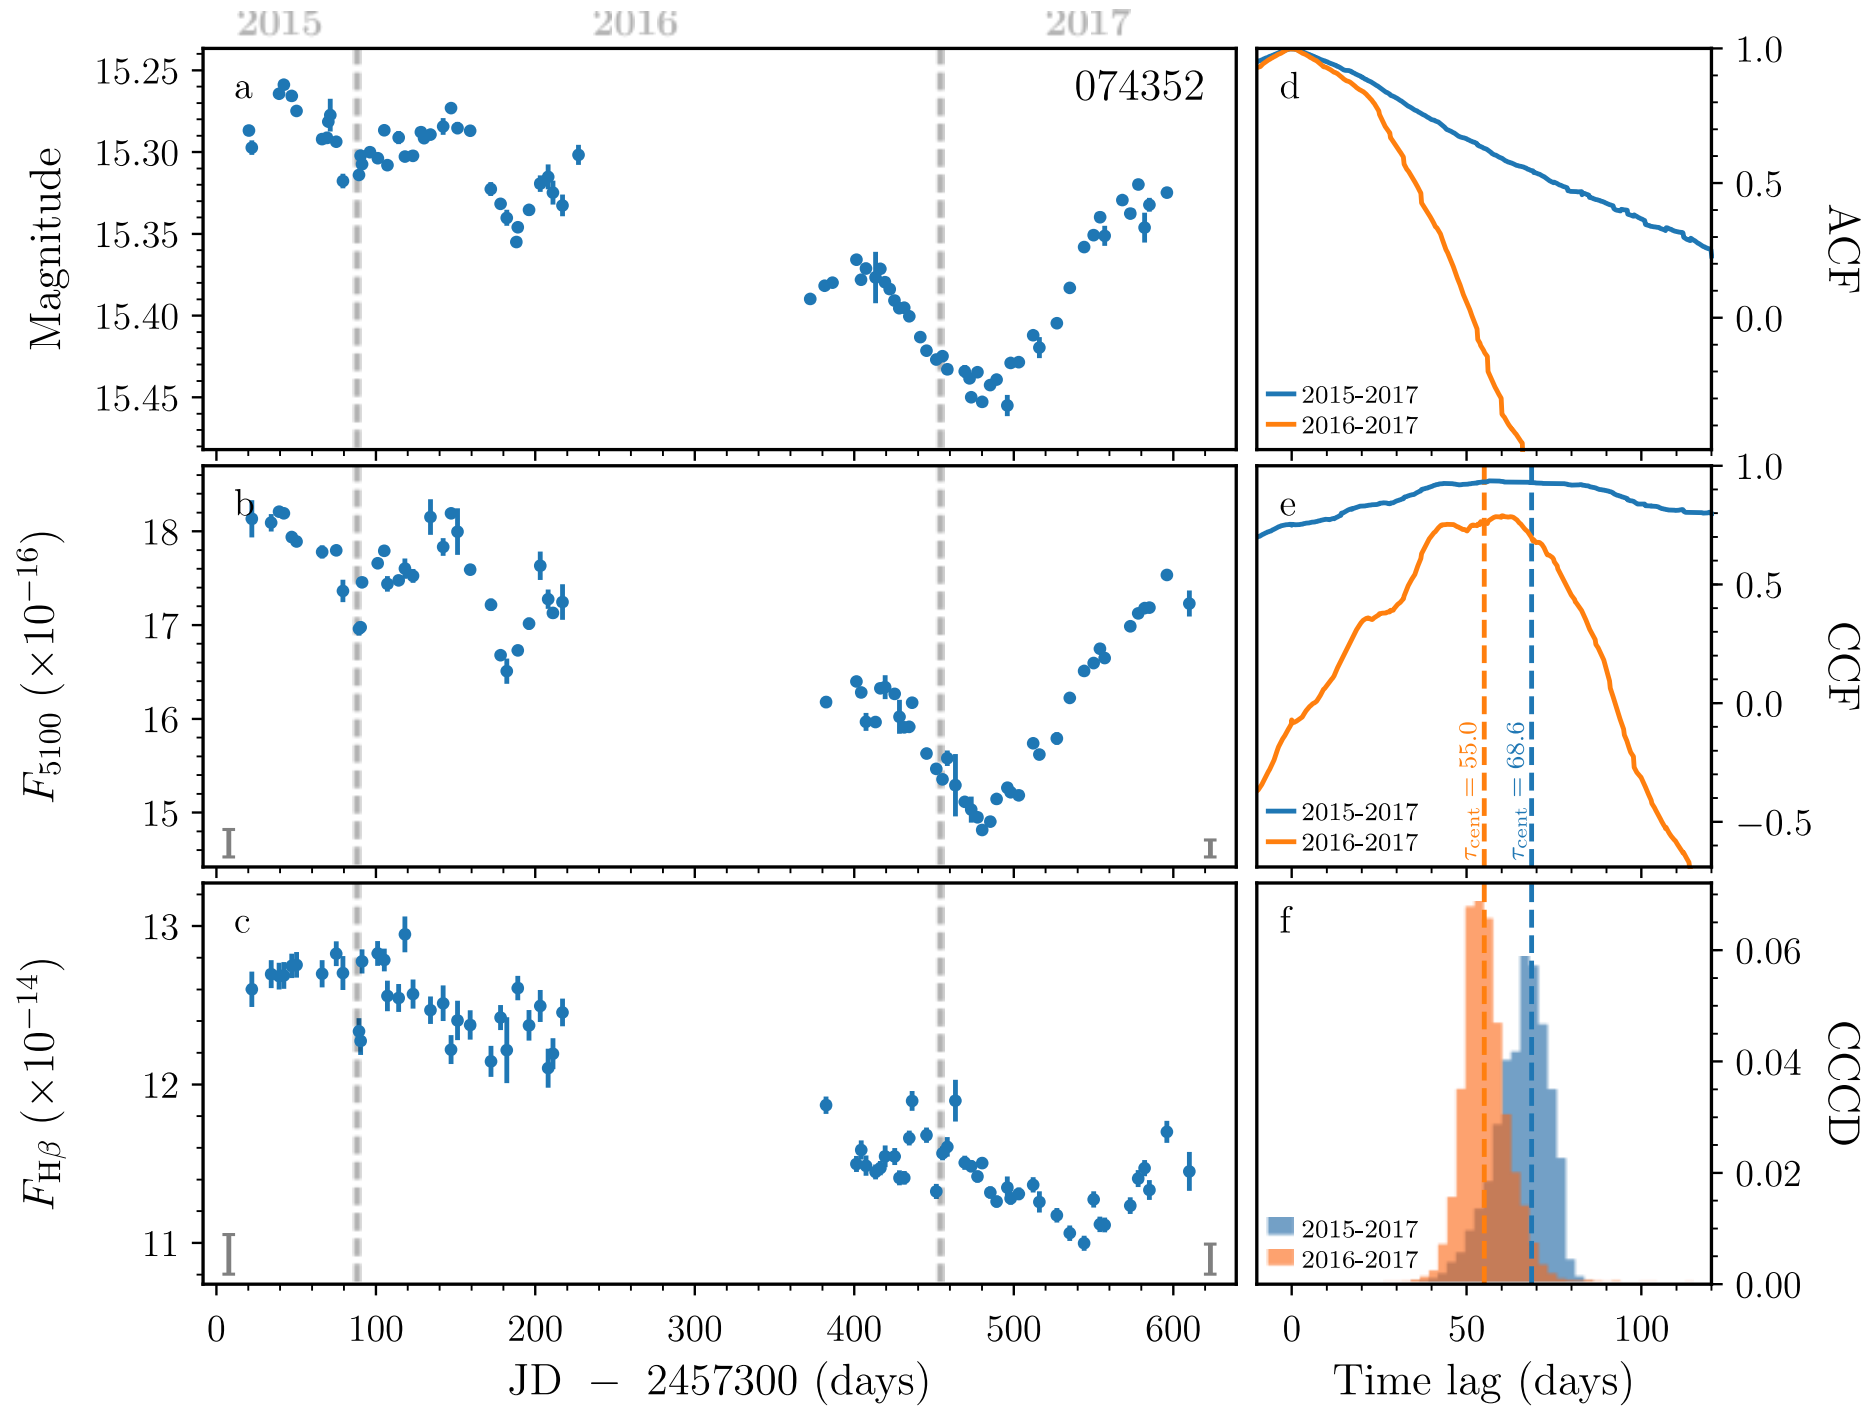 2015 2016 2017
a
074352
Magnitude
15.25
15.30
15.35
15.40
15.45
d
1.0
0.5
0.0
ACF
2015-2017
2016-2017
b
F5100 (×10−16)
18
17
16
15
e
1.0
0.5
0.0
−0.5
CCF
τcent = 55.0
τcent = 68.6
2015-2017
2016-2017
c
FHβ (×10−14)
13
12
11
f
0.06
0.04
0.02
0.00
CCCD
2015-2017
2016-2017
0 100 200 300 400 500 600
JD − 2457300 (days)
0 50 100
Time lag (days)